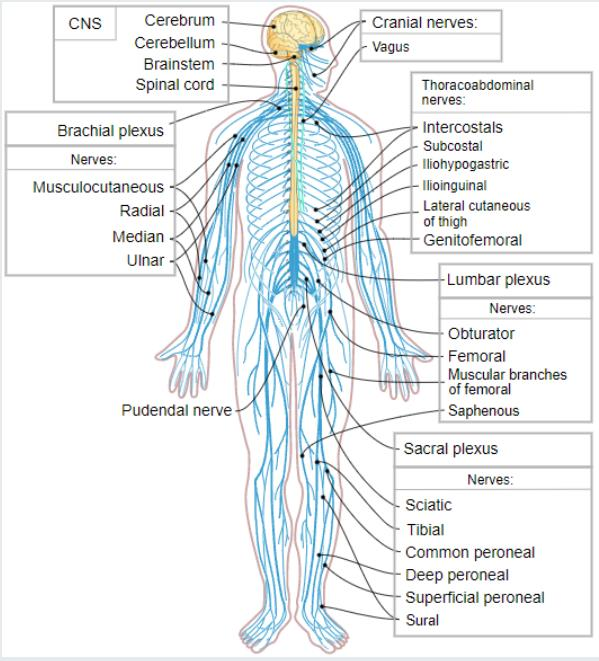 CNS
Cerebrum
Cerebellum
Brainstem
Spinal cord
Cranial nerves:
Vagus
Thoracoabdominal
nerves:
Intercostals
Subcostal
Iliohypogastric
Ilioinguinal
Lateral cutaneous
of thigh
Genitofemoral
Brachial plexus
Nerves:
Musculocutaneous
Radial
Median
Ulnar
Lumbar plexus
Nerves:
Obturator
Femoral
Muscular branches
of femoral
Saphenous
Pudendal nerve
Sacral plexus
Nerves:
Sciatic
Tibial
Common peroneal
Deep peroneal
Superficial peroneal
Sural